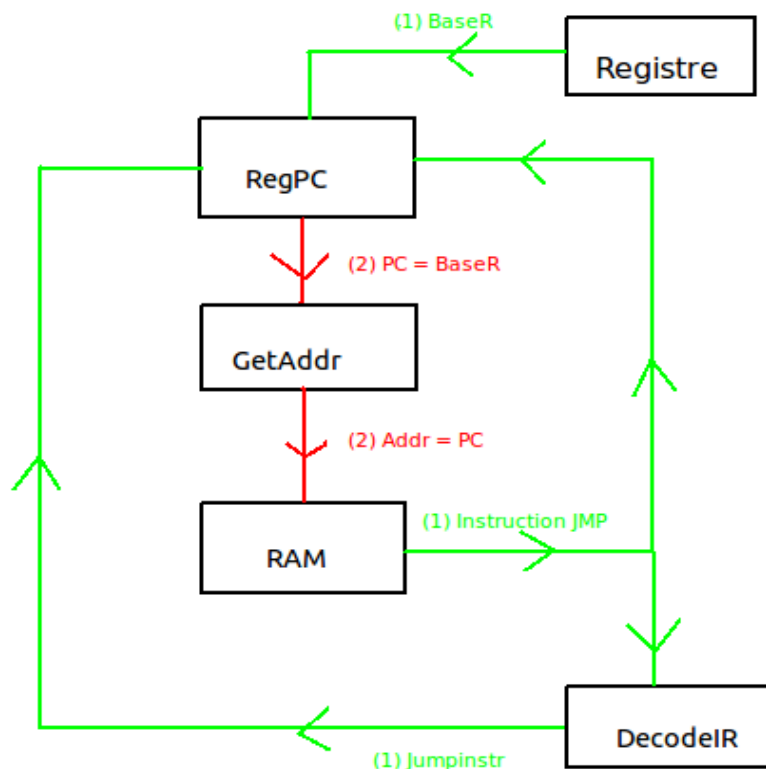 (1) BaseR
Registre
RegPC
(2) PC = BaseR
GetAddr
(2) Addr = PC
(1) Instruction JMP
RAM
DecodeIR
(1) Jumpinstr